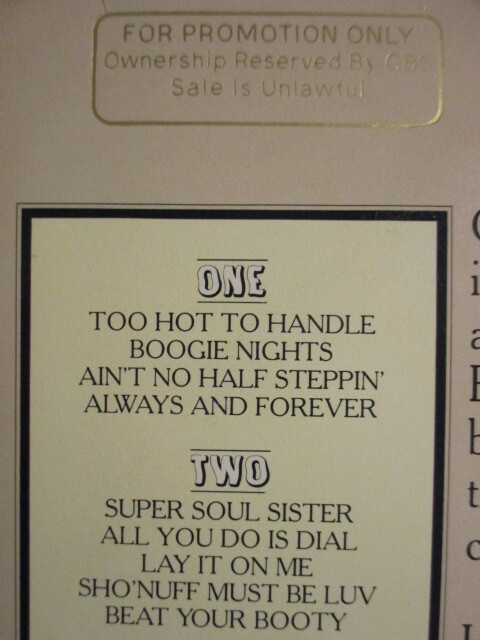 FOR PROMOTION ONLY
Ownership Reserved By CBS
Sale Is Unlawful
ONE
TOO HOT TO HANDLE
BOOGIE NIGHTS
AIN'T NO HALF STEPPIN'
ALWAYS AND FOREVER
TWO
SUPER SOUL SISTER
ALL YOU DO IS DIAL
LAY IT ON ME
SHO'NUFF MUST BE LUV
BEAT YOUR BOOTY